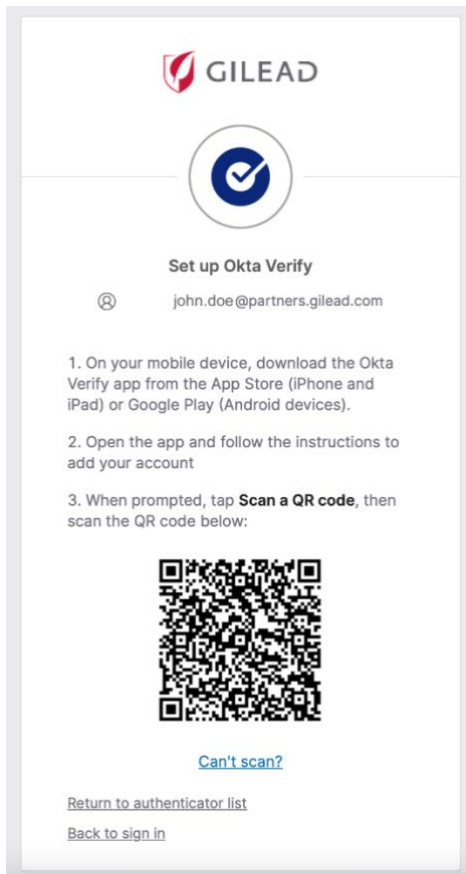 GILEAD
Set up Okta Verify
john.doe@partners.gilead.com
1. On your mobile device, download the Okta
Verify app from the App Store (iPhone and
iPad) or Google Play (Android devices).
2. Open the app and follow the instructions to
add your account
3. When prompted, tap Scan a QR code, then
scan the QR code below:
Can't scan?
Return to authenticator list
Back to sign in